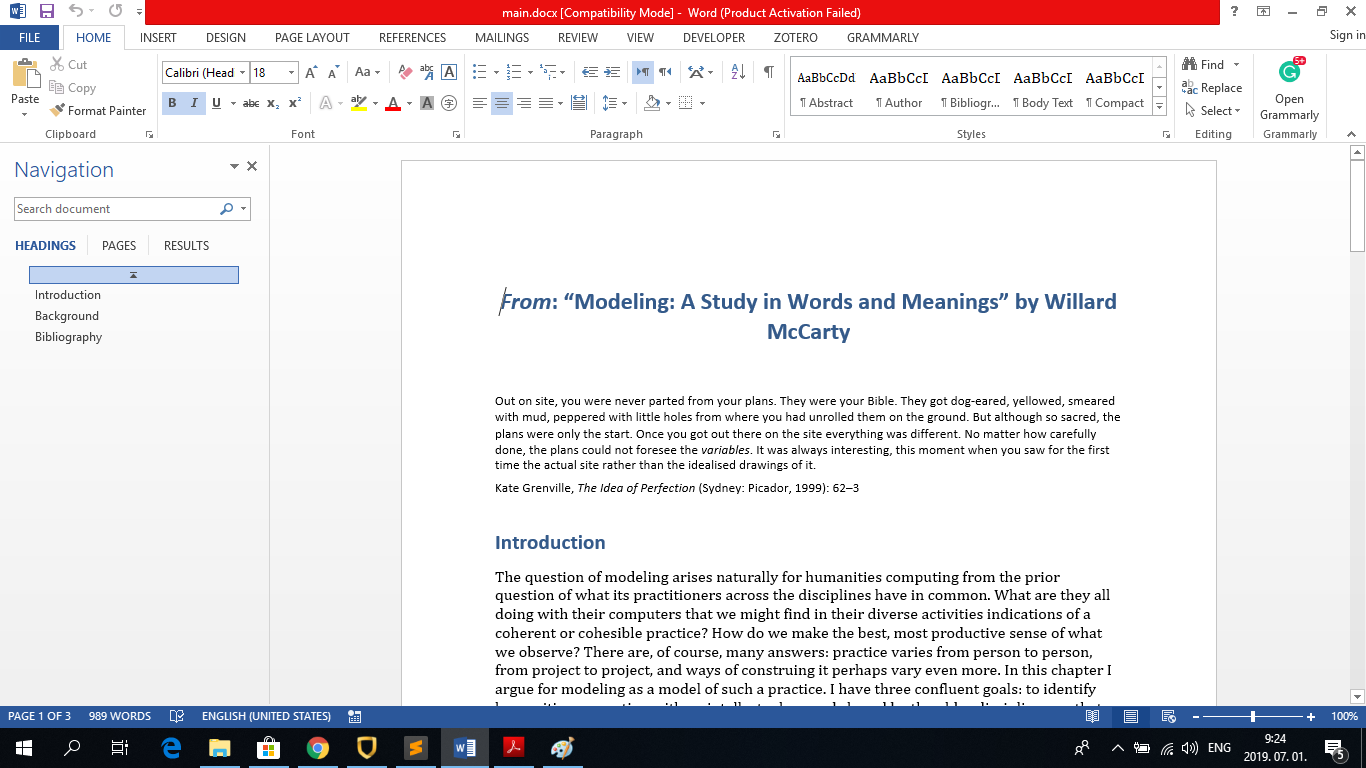 main.docx [Compatibility Mode] - Word (Product Activation Failed)
FILE HOME INSERT DESIGN PAGE LAYOUT REFERENCES MAILINGS REVIEW VIEW DEVELOPER ZOTERO GRAMMARLY Sign in
Paste
Cut
Copy
Format Painter
Calibri (Head 18
AaBbCcDd AaBbCcI AaBbCcI AaBbCcI AaBbCcI
¶ Abstract ¶ Author ¶ Bibliogr... ¶ Body Text ¶ Compact
Find
Replace
Select
5+
Open
Grammarly
Clipboard Font Paragraph Styles Editing Grammarly
Navigation
Search document
HEADINGS PAGES RESULTS
Introduction
Background
Bibliography
From: “Modeling: A Study in Words and Meanings” by Willard
McCarty
Out on site, you were never parted from your plans. They were your Bible. They got dog-eared, yellowed, smeared
with mud, peppered with little holes from where you had unrolled them on the ground. But although so sacred, the
plans were only the start. Once you got out there on the site everything was different. No matter how carefully
done, the plans could not foresee the variables. It was always interesting, this moment when you saw for the first
time the actual site rather than the idealised drawings of it.
Kate Grenville, The Idea of Perfection (Sydney: Picador, 1999): 62–3
Introduction
The question of modeling arises naturally for humanities computing from the prior
question of what its practitioners across the disciplines have in common. What are they all
doing with their computers that we might find in their diverse activities indications of a
coherent or cohesible practice? How do we make the best, most productive sense of what
we observe? There are, of course, many answers: practice varies from person to person,
from project to project, and ways of construing it perhaps vary even more. In this chapter I
argue for modeling as a model of such a practice. I have three confluent goals: to identify
PAGE 1 OF 3 989 WORDS ENGLISH (UNITED STATES) 100%
ENG
9:24
2019. 07. 01.
5